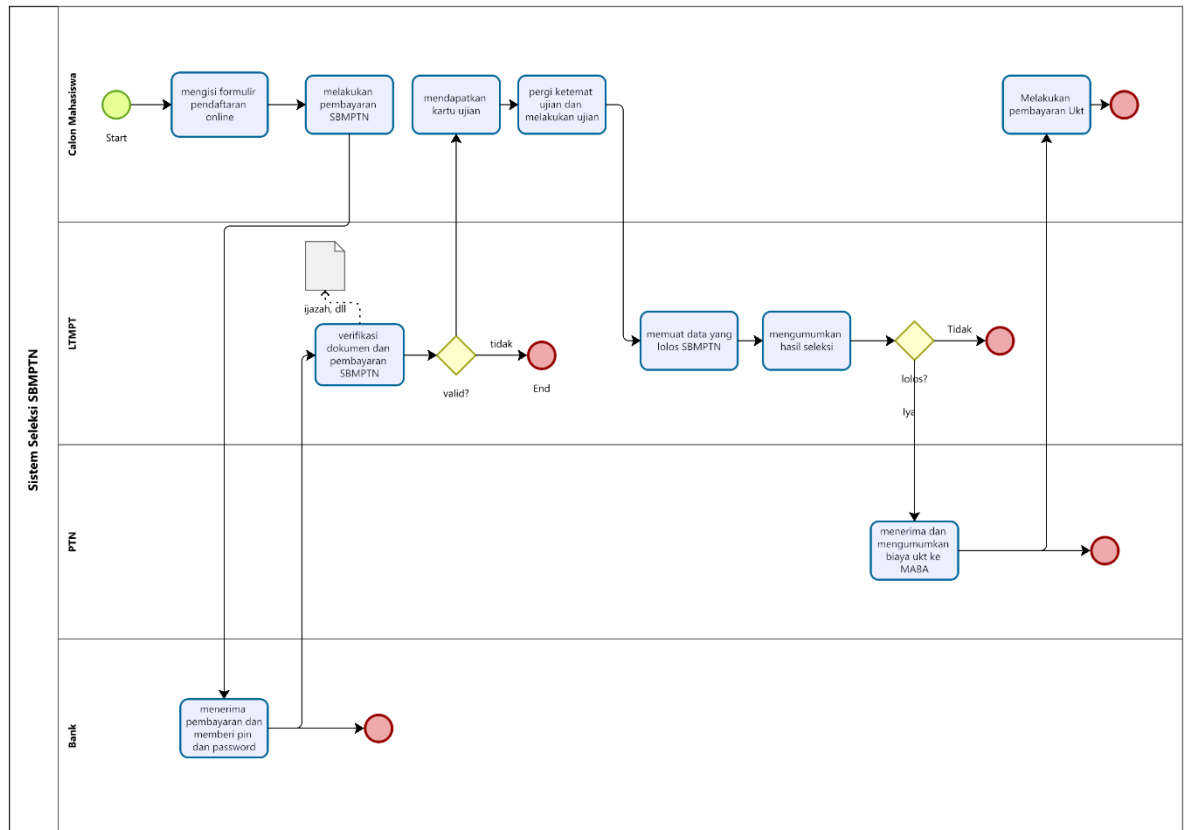 Sistem Seleksi SBMPTN
Calon Mahasiswa
Start
mengisi formulir
pendaftaran
online
melakukan
pembayaran
SBMPTN
mendapatkan
kartu ujian
pergi ketemat
ujian dan
melakukan ujian
Melakukan
pembayaran Ukt
LTMPT
ijazah, dll
verifikasi
dokumen dan
pembayaran
SBMPTN
valid?
tidak
End
memuat data yang
lolos SBMPTN
mengumumkan
hasil seleksi
lolos?
Tidak
Iya
PTN
menerima dan
mengumumkan
biaya ukt ke
MABA
Bank
menerima
pembayaran dan
memberi pin
dan password